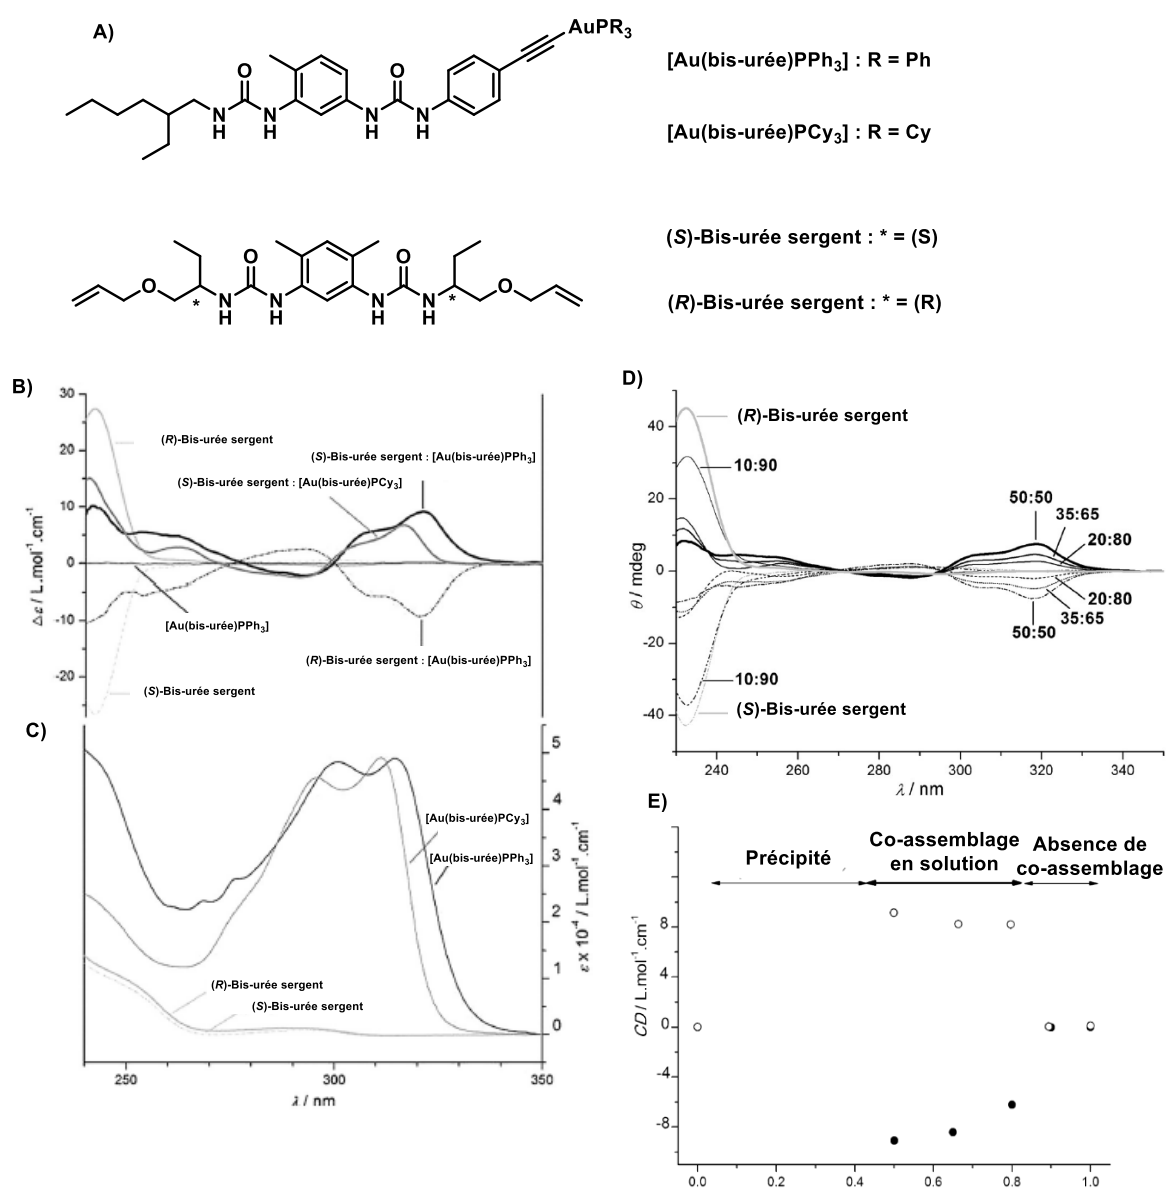 A)
AuPR3
O
O
N
H
N
H
N
H
N
H
[Au(bis-urée)PPh3] : R = Ph
[Au(bis-urée)PCy3] : R = Cy
O
O
O
O
*
N
H
N
H
N
H
N
H
*
(S)-Bis-urée sergent : * = (S)
(R)-Bis-urée sergent : * = (R)
B)
30
20
10
0
-10
-20
Δε / L.mol-1.cm-1
(R)-Bis-urée sergent
(S)-Bis-urée sergent : [Au(bis-urée)PPh3]
(S)-Bis-urée sergent : [Au(bis-urée)PCy3]
[Au(bis-urée)PPh3]
(R)-Bis-urée sergent : [Au(bis-urée)PPh3]
(S)-Bis-urée sergent
C)
5
4
3
2
1
0
ε x 10-4 / L.mol-1.cm-1
[Au(bis-urée)PCy3]
[Au(bis-urée)PPh3]
(R)-Bis-urée sergent
(S)-Bis-urée sergent
250
300
350
λ / nm
D)
40
20
0
-20
-40
θ / mdeg
(R)-Bis-urée sergent
10:90
50:50
35:65
20:80
20:80
35:65
50:50
10:90
(S)-Bis-urée sergent
240
260
280
300
320
340
λ / nm
E)
Précipité
Co-assemblage
en solution
Absence de
co-assemblage
8
4
0
-4
-8
CD / L.mol-1.cm-1
0.0
0.2
0.4
0.6
0.8
1.0